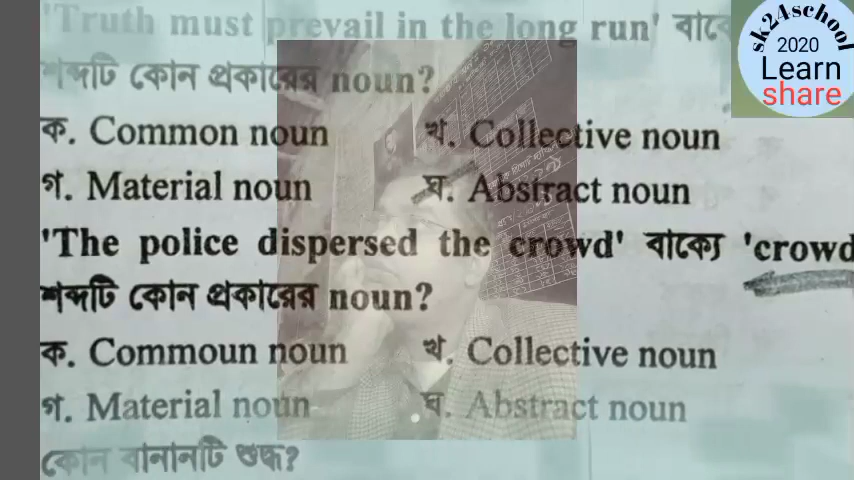 'Truth must prevail in the long run' বাক্যে
শব্দটি কোন প্রকারের noun?
ক. Common noun খ. Collective noun
গ. Material noun ঘ. Abstract noun
'The police dispersed the crowd' বাক্যে 'crowd
শব্দটি কোন প্রকারের noun?
ক. Commoun noun খ. Collective noun
গ. Material noun ঘ. Abstract noun
কোন বানানটি শুদ্ধ?
sk24school
2020
Learn
share